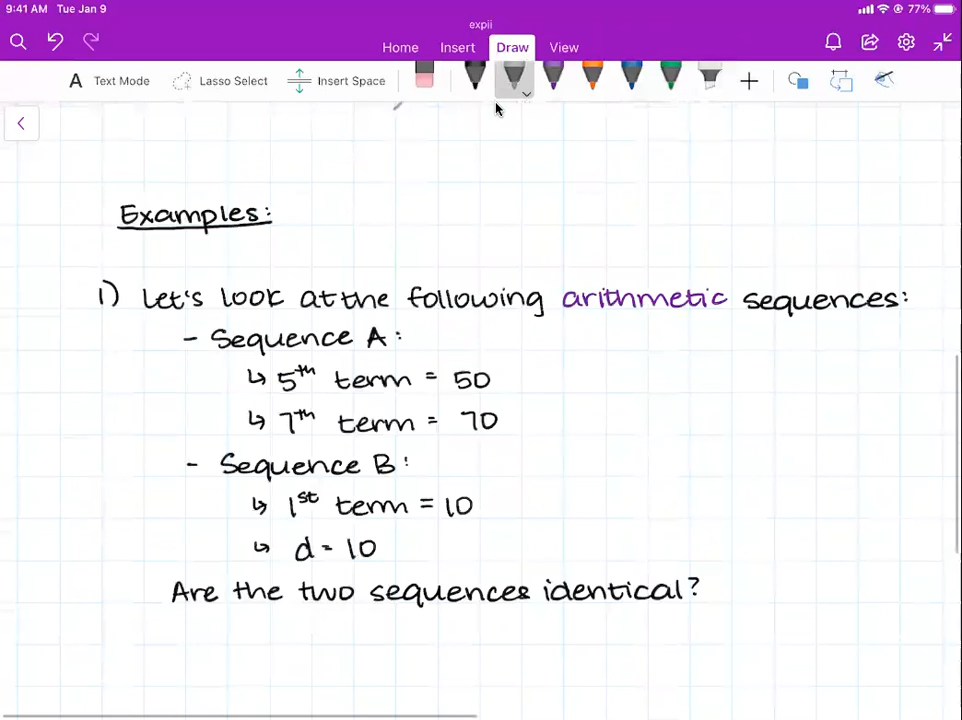 9:41 AM Tue Jan 9 77%
expii
Home Insert Draw View
A Text Mode Lasso Select Insert Space
Examples:
1) Let's look at the following arithmetic sequences:
- Sequence A:
↳ 5th term = 50
↳ 7th term = 70
- Sequence B:
↳ 1st term = 10
↳ d = 10
Are the two sequences identical?